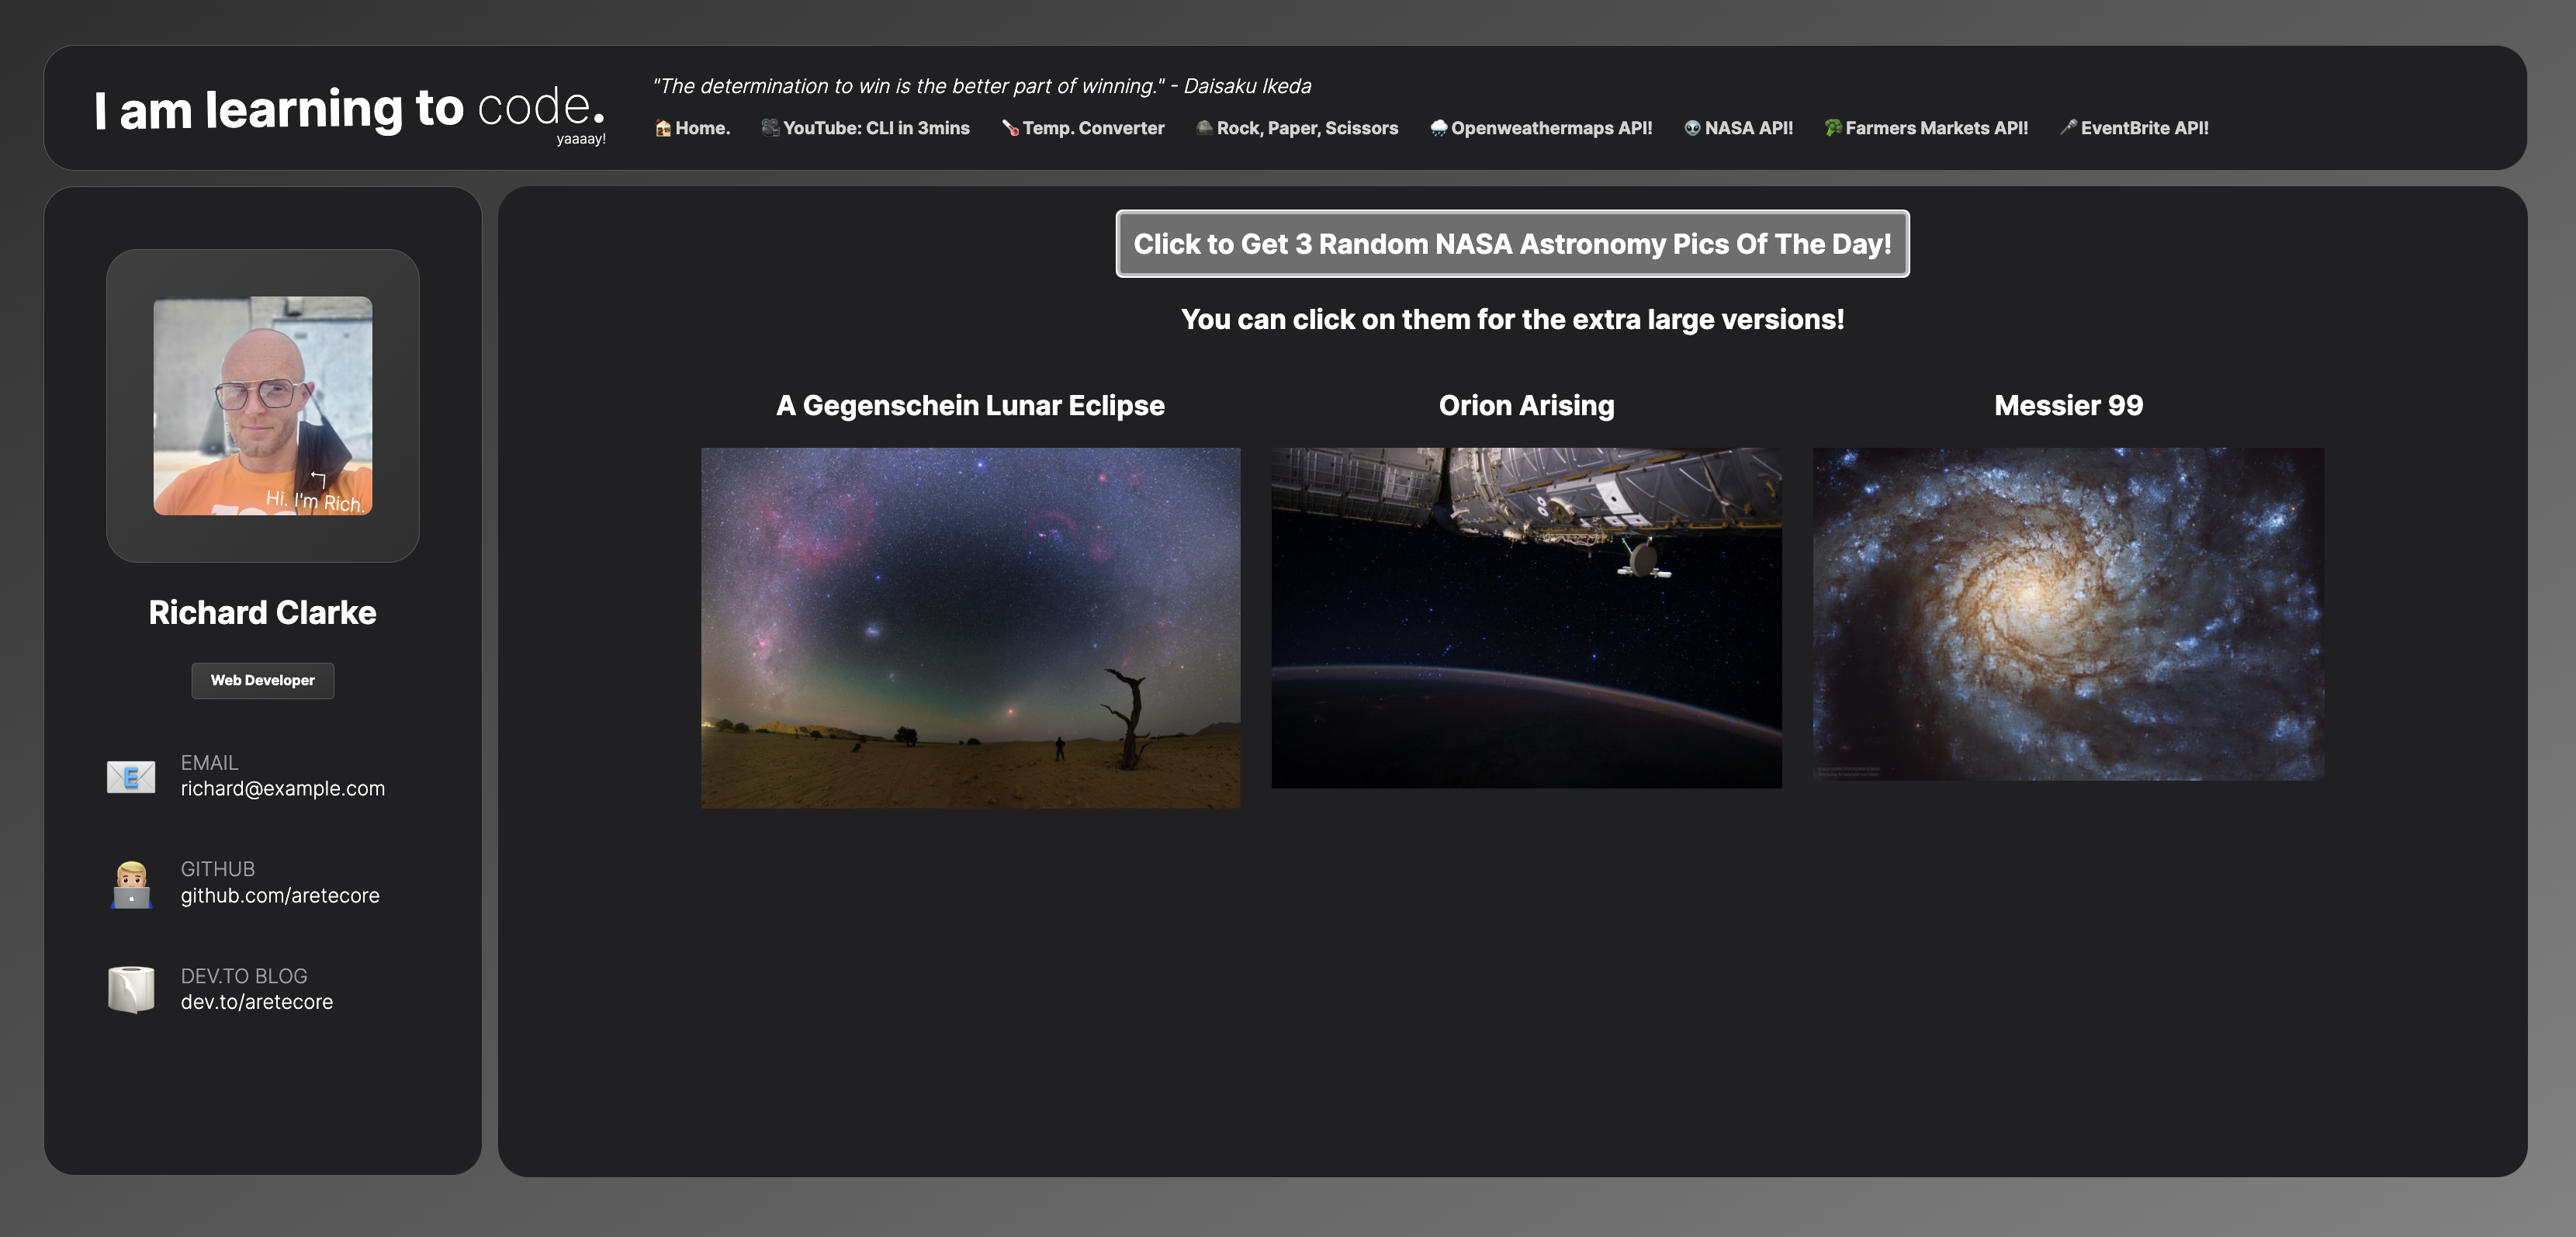 I am learning to code.
yaaaay!
"The determination to win is the better part of winning." - Daisaku Ikeda
Home. YouTube: CLI in 3mins Temp. Converter Rock, Paper, Scissors Openweathermaps API! NASA API! Farmers Markets API! EventBrite API!
Hi. I'm Rich.
Richard Clarke
Web Developer
EMAIL
richard@example.com
GITHUB
github.com/aretecore
DEV.TO BLOG
dev.to/aretecore
Click to Get 3 Random NASA Astronomy Pics Of The Day!
You can click on them for the extra large versions!
A Gegenschein Lunar Eclipse
Orion Arising
Messier 99